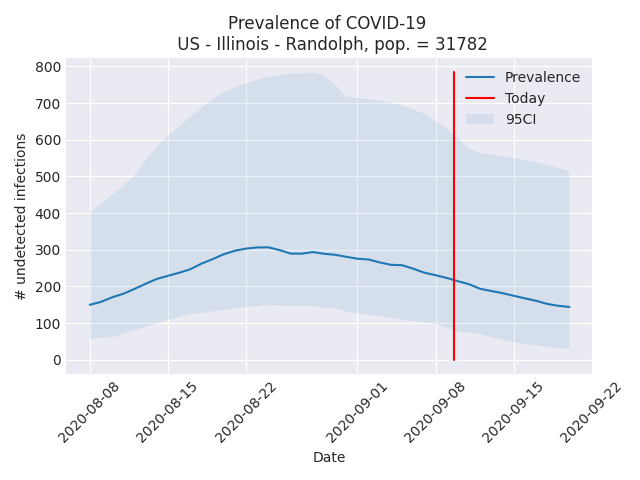 Prevalence of COVID-19
US - Illinois - Randolph, pop. = 31782
Prevalence
Today
95CI
# undetected infections
800
700
600
500
400
300
200
100
0
2020-08-08
2020-08-15
2020-08-22
2020-09-01
2020-09-08
2020-09-15
2020-09-22
Date